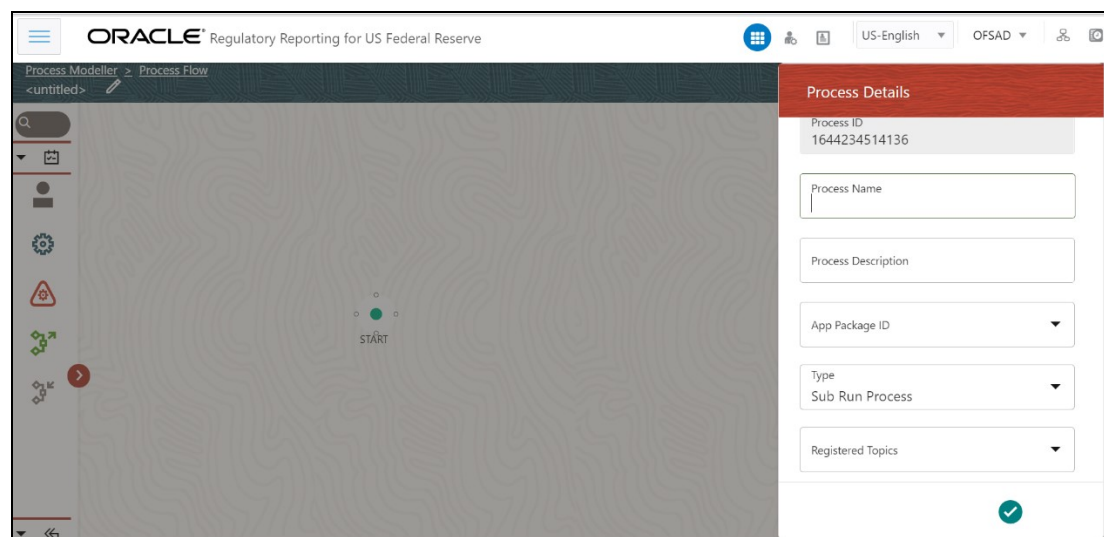 ORACLE® Regulatory Reporting for US Federal Reserve
US-English
OFSAD
Process Modeller > Process Flow
<untitled>
START
Process Details
Process ID
1644234514136
Process Name
Process Description
App Package ID
Type
Sub Run Process
Registered Topics